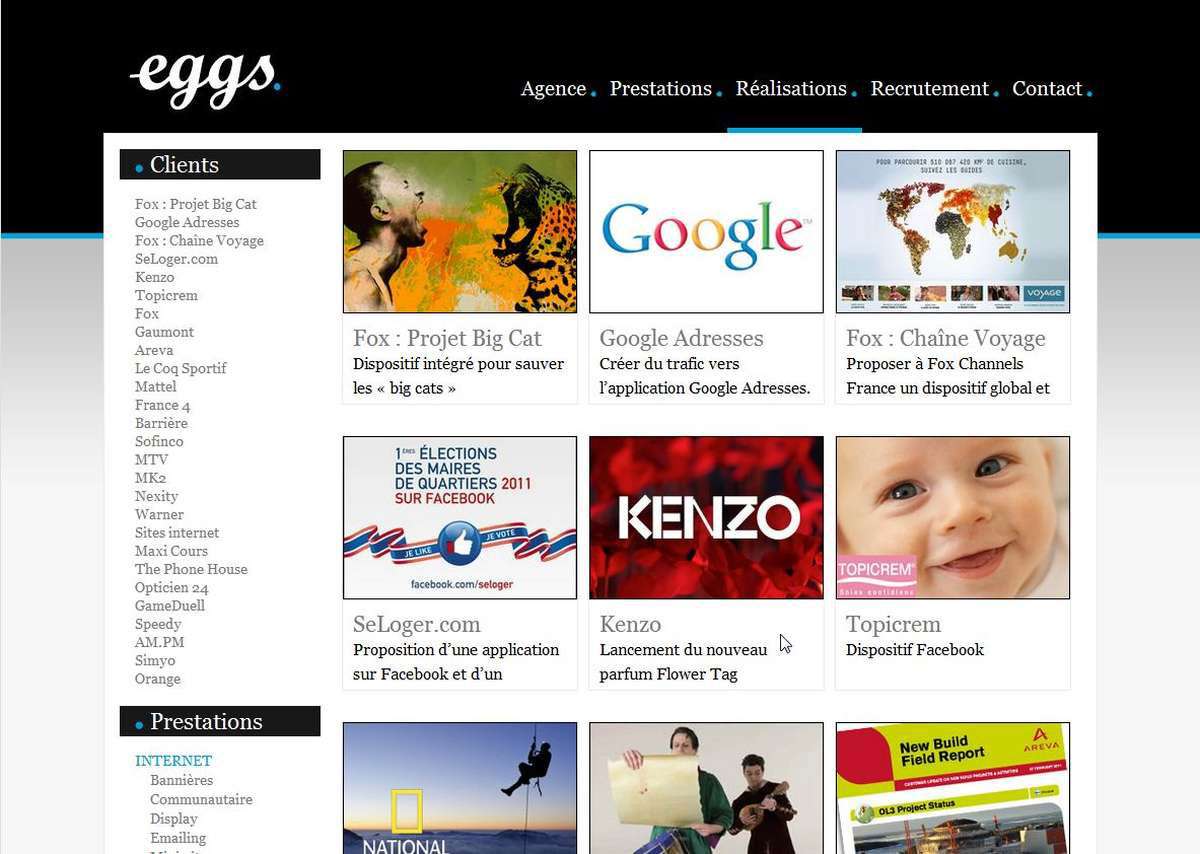 eggs.
Agence
Prestations
Réalisations
Recrutement
Contact
Clients
Fox : Projet Big Cat
Google Adresses
Fox : Chaîne Voyage
SeLoger.com
Kenzo
Topicrem
Fox
Gaumont
Areva
Le Coq Sportif
Mattel
France 4
Barrière
Sofinco
MTV
MK2
Nexity
Warner
Sites internet
Maxi Cours
The Phone House
Opticien 24
GameDuell
Speedy
AM.PM
Simyo
Orange
Prestations
INTERNET
Bannières
Communautaire
Display
Emailing
Google™
POUR PARCOURIR 510 067 420 KM² DE CUISINE,
SUIVEZ LES GUIDES
VOYAGE
Fox : Projet Big Cat
Dispositif intégré pour sauver
les « big cats »
Google Adresses
Créer du trafic vers
l’application Google Adresses.
Fox : Chaîne Voyage
Proposer à Fox Channels
France un dispositif global et
1ÈRES ÉLECTIONS
DES MAIRES
DE QUARTIERS 2011
SUR FACEBOOK
JE LIKE
JE VOTE
facebook.com/seloger
KENZO
TOPICREM®
Soins quotidiens
SeLoger.com
Proposition d’une application
sur Facebook et d’un
Kenzo
Lancement du nouveau
parfum Flower Tag
Topicrem
Dispositif Facebook
NATIONAL
New Build
Field Report
AREVA
OL3 Project Status